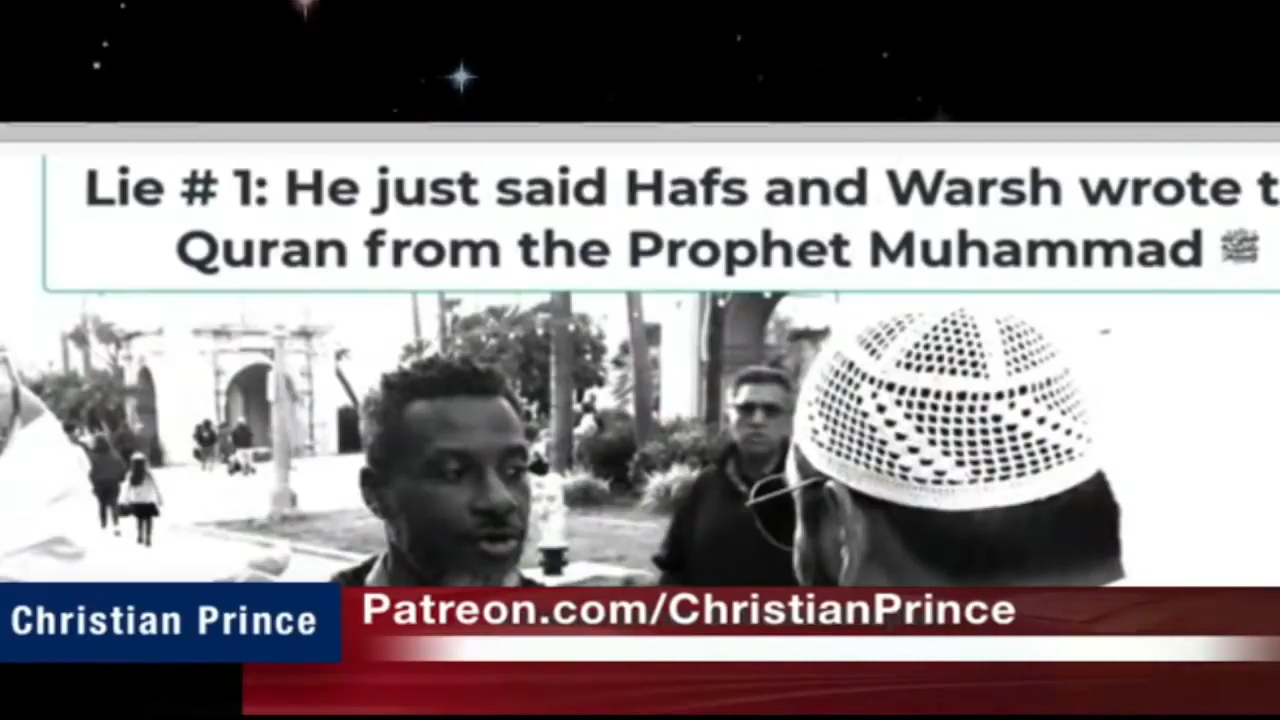 Lie # 1: He just said Hafs and Warsh wrote t
Quran from the Prophet Muhammad ﷺ
Christian Prince
Patreon.com/ChristianPrince